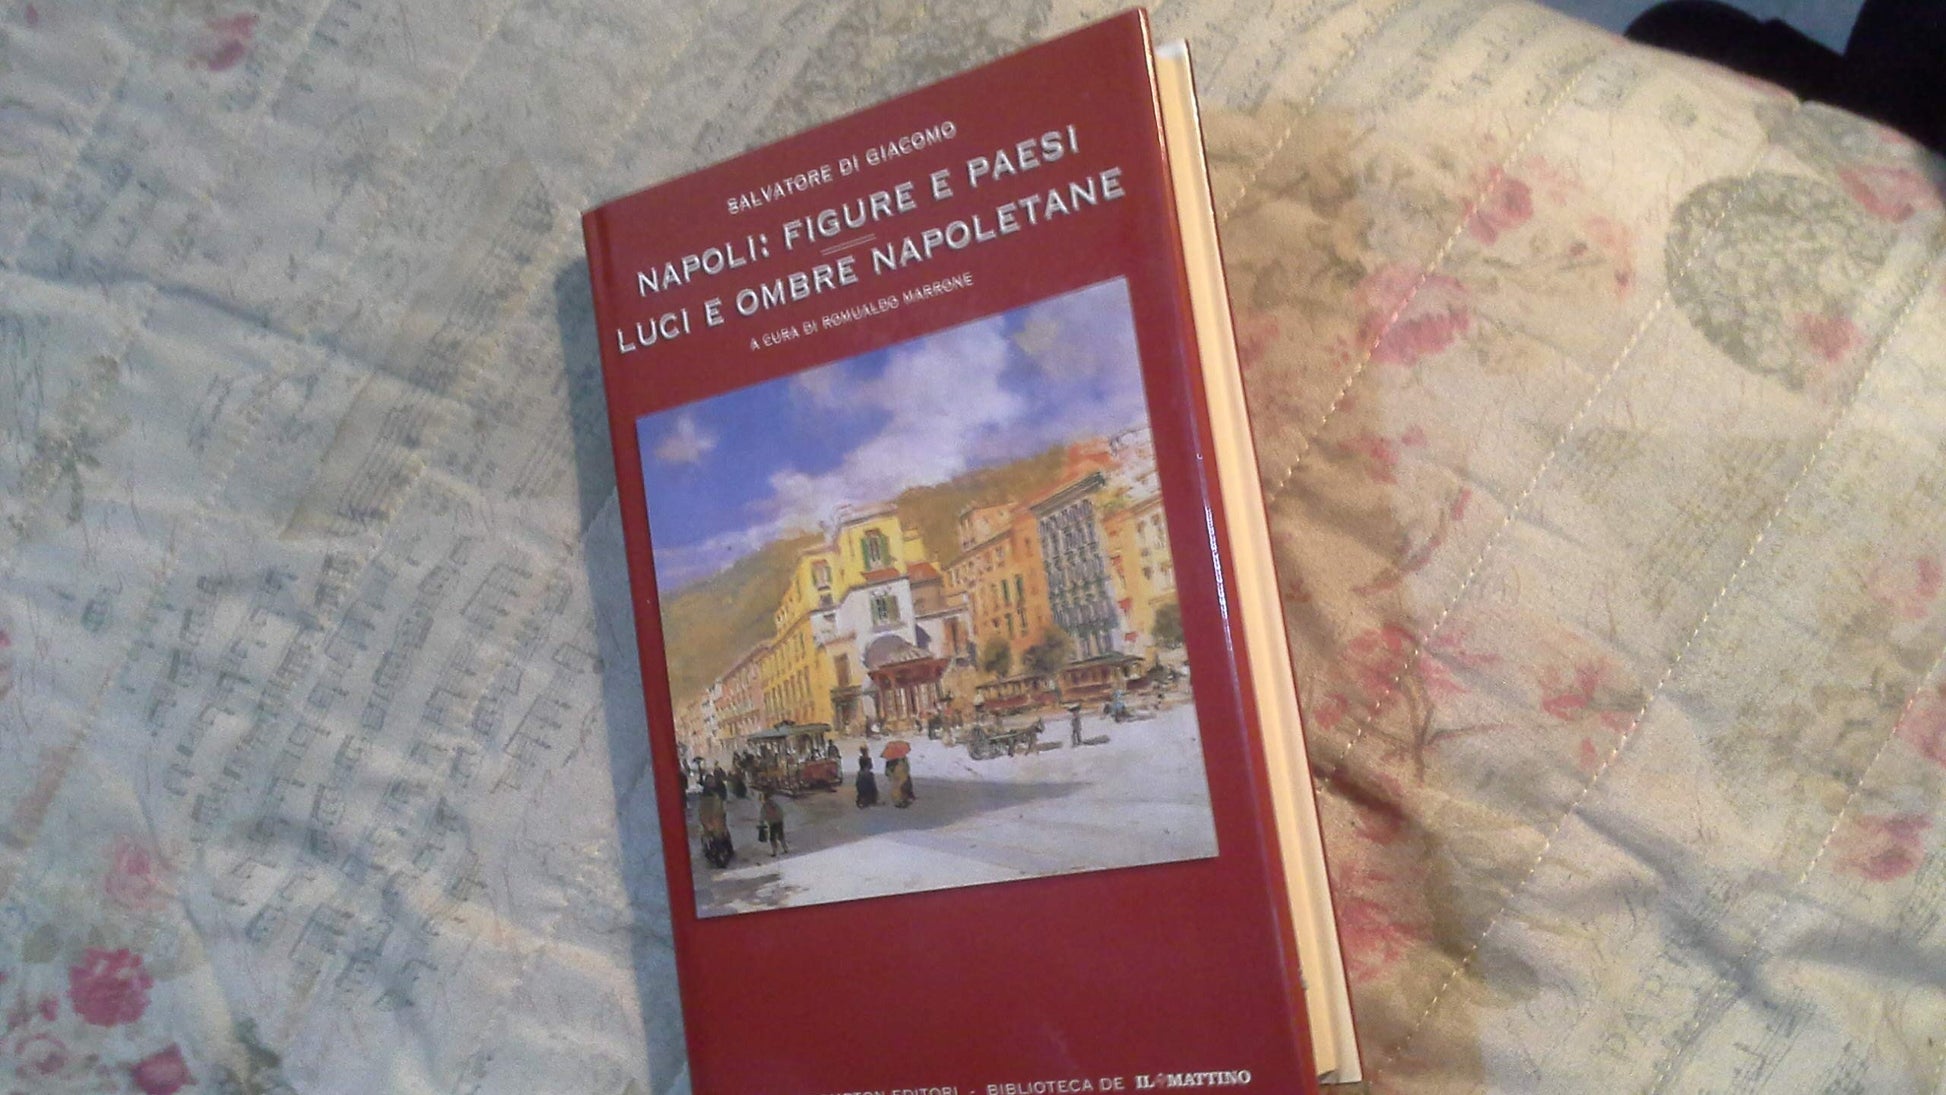 SALVATORE DI GIACOMO
NAPOLI: FIGURE E PAESI
LUCI E OMBRE NAPOLETANE
A CURA DI ROMUALDO MARRONE
EDITORI - BIBLIOTECA DE IL MATTINO